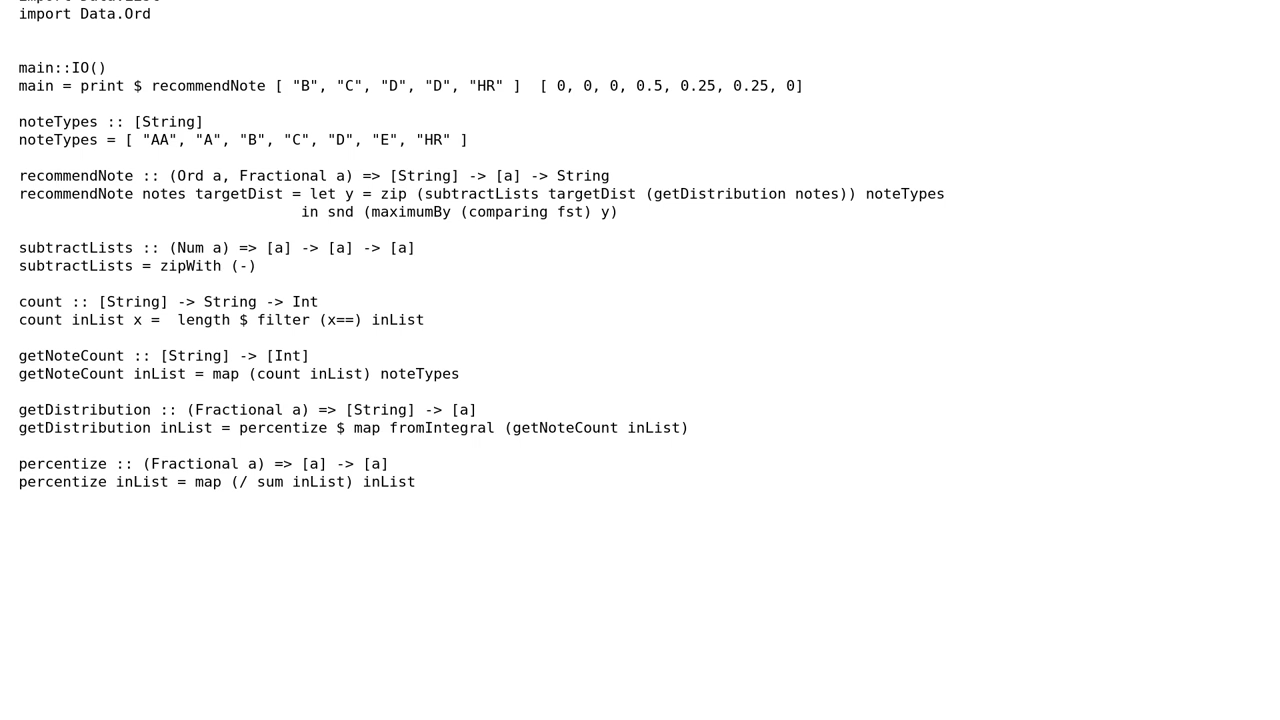 import Data.List
import Data.Ord


main::IO()
main = print $ recommendNote [ "B", "C", "D", "D", "HR" ]  [ 0, 0, 0, 0.5, 0.25, 0.25, 0]

noteTypes :: [String]
noteTypes = [ "AA", "A", "B", "C", "D", "E", "HR" ]

recommendNote :: (Ord a, Fractional a) => [String] -> [a] -> String
recommendNote notes targetDist = let y = zip (subtractLists targetDist (getDistribution notes)) noteTypes
                                in snd (maximumBy (comparing fst) y)

subtractLists :: (Num a) => [a] -> [a] -> [a]
subtractLists = zipWith (-)

count :: [String] -> String -> Int
count inList x =  length $ filter (x==) inList

getNoteCount :: [String] -> [Int]
getNoteCount inList = map (count inList) noteTypes

getDistribution :: (Fractional a) => [String] -> [a]
getDistribution inList = percentize $ map fromIntegral (getNoteCount inList)

percentize :: (Fractional a) => [a] -> [a]
percentize inList = map (/ sum inList) inList